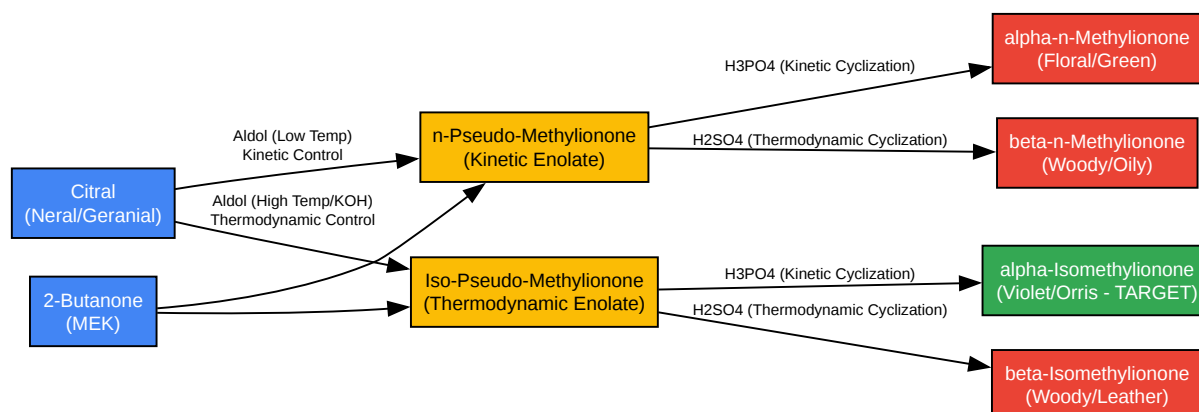 Citral
(Neral/Geranial)
2-Butanone
(MEK)
Aldol (Low Temp)
Kinetic Control
Aldol (High Temp/KOH)
Thermodynamic Control
n-Pseudo-Methylionone
(Kinetic Enolate)
Iso-Pseudo-Methylionone
(Thermodynamic Enolate)
H3PO4 (Kinetic Cyclization)
H2SO4 (Thermodynamic Cyclization)
H3PO4 (Kinetic Cyclization)
H2SO4 (Thermodynamic Cyclization)
alpha-n-Methylionone
(Floral/Green)
beta-n-Methylionone
(Woody/Oily)
alpha-Isomethylionone
(Violet/Orris - TARGET)
beta-Isomethylionone
(Woody/Leather)